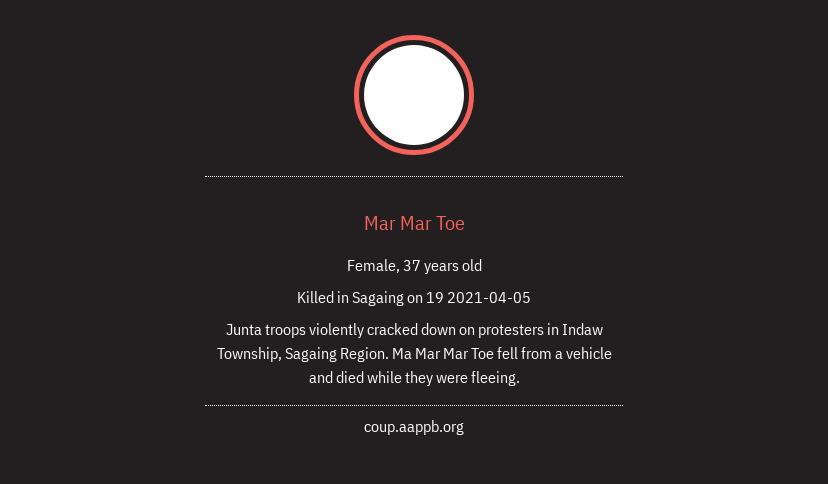 Mar Mar Toe
Female, 37 years old
Killed in Sagaing on 19 2021-04-05
Junta troops violently cracked down on protesters in Indaw
Township, Sagaing Region. Ma Mar Mar Toe fell from a vehicle
and died while they were fleeing.
coup.aappb.org